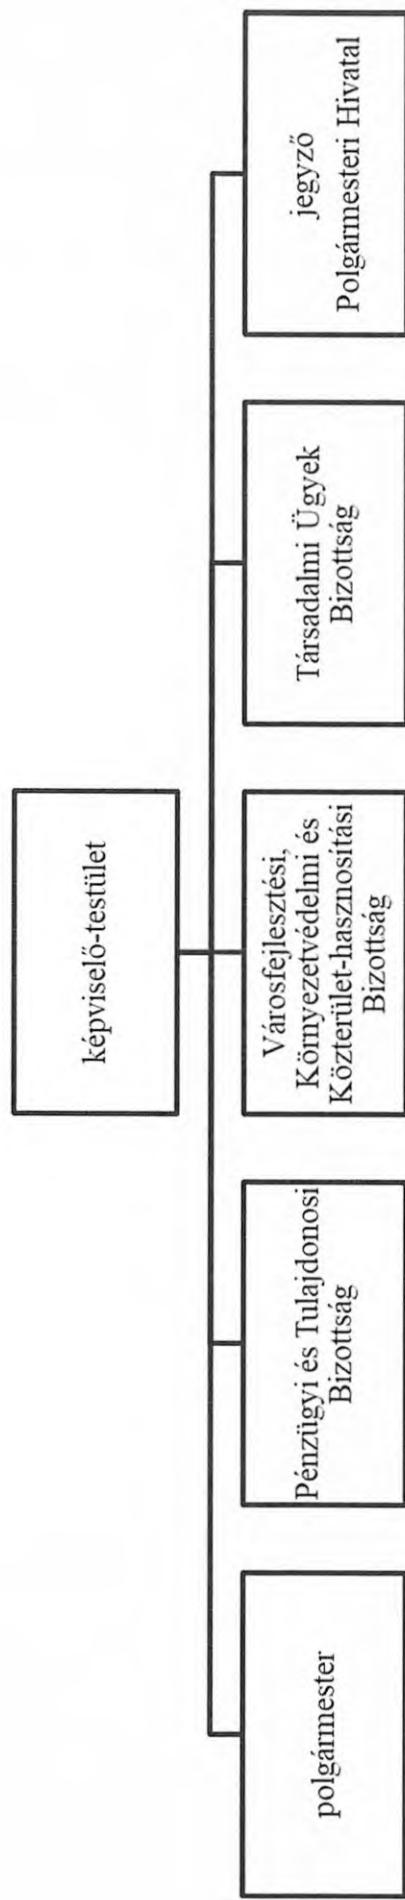 képviselő-testület
polgármester
Pénzügyi és Tulajdonosi
Bizottság
Városfejlesztési,
Környezetvédelmi és
Közterület-hasznosítási
Bizottság
Társadalmi Ügyek
Bizottság
jegyző
Polgármesteri Hivatal